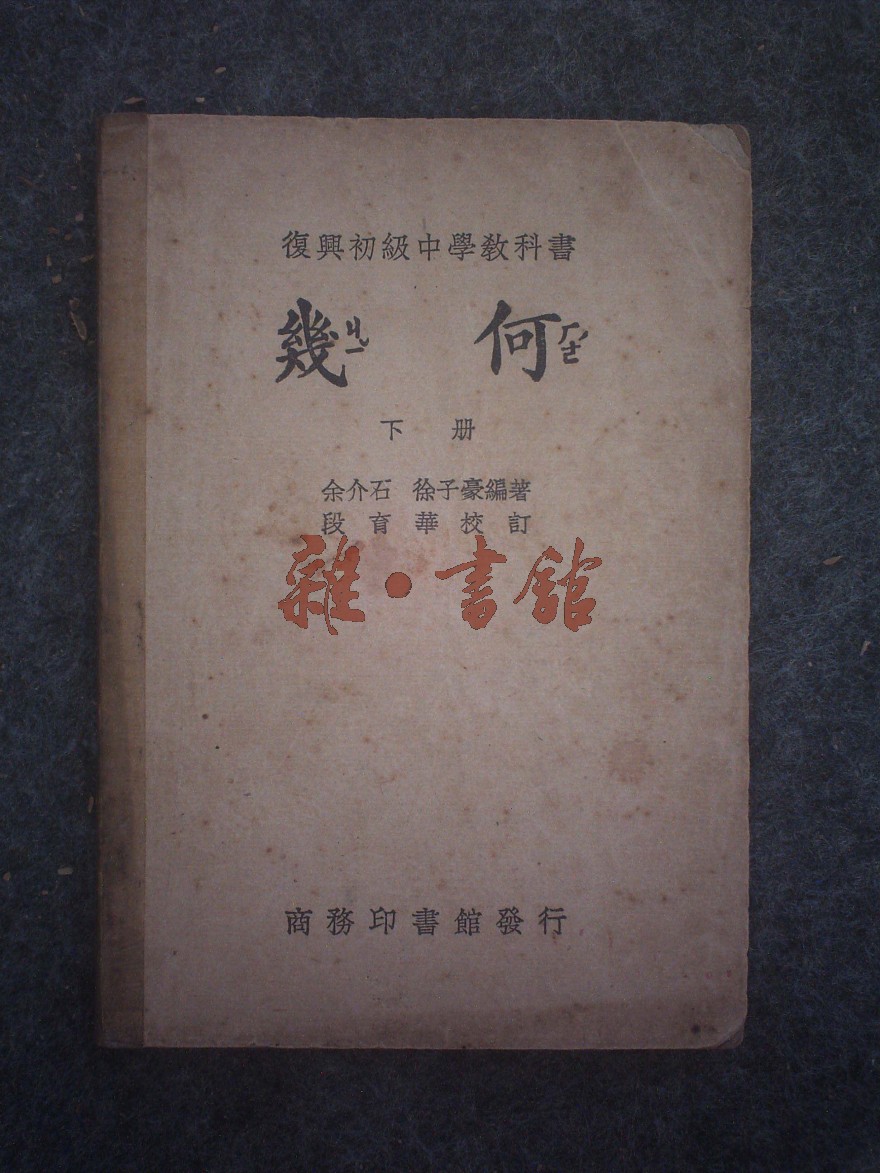 復興初級中學教科書
幾ㄐㄧ 何ㄏㄜˊ
下册
余介石 徐子豪編著
段育華校訂
雜·書館
商務印書館發行